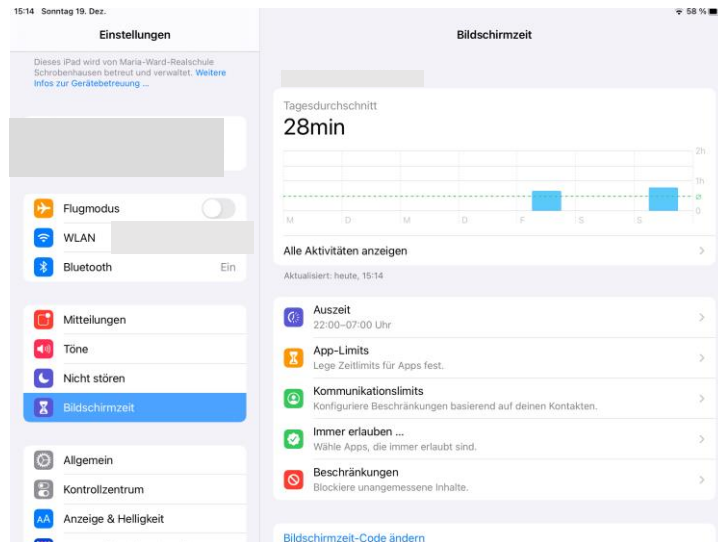 15:14 Sonntag 19. Dez.
58 %
Einstellungen
Dieses iPad wird von Maria-Ward-Realschule
Schrobenhausen betreut und verwaltet. Weitere
Infos zur Gerätebetreuung ...
Flugmodus
WLAN
Bluetooth Ein
Mitteilungen
Töne
Nicht stören
Bildschirmzeit
Allgemein
Kontrollzentrum
AA Anzeige & Helligkeit
Bildschirmzeit
Tagesdurchschnitt
28min
2h
1h
ø
0
M D M D F S S
Alle Aktivitäten anzeigen
Aktualisiert: heute, 15:14
Auszeit
22:00–07:00 Uhr
App-Limits
Lege Zeitlimits für Apps fest.
Kommunikationslimits
Konfiguriere Beschränkungen basierend auf deinen Kontakten.
Immer erlauben ...
Wähle Apps, die immer erlaubt sind.
Beschränkungen
Blockiere unangemessene Inhalte.
Bildschirmzeit-Code ändern